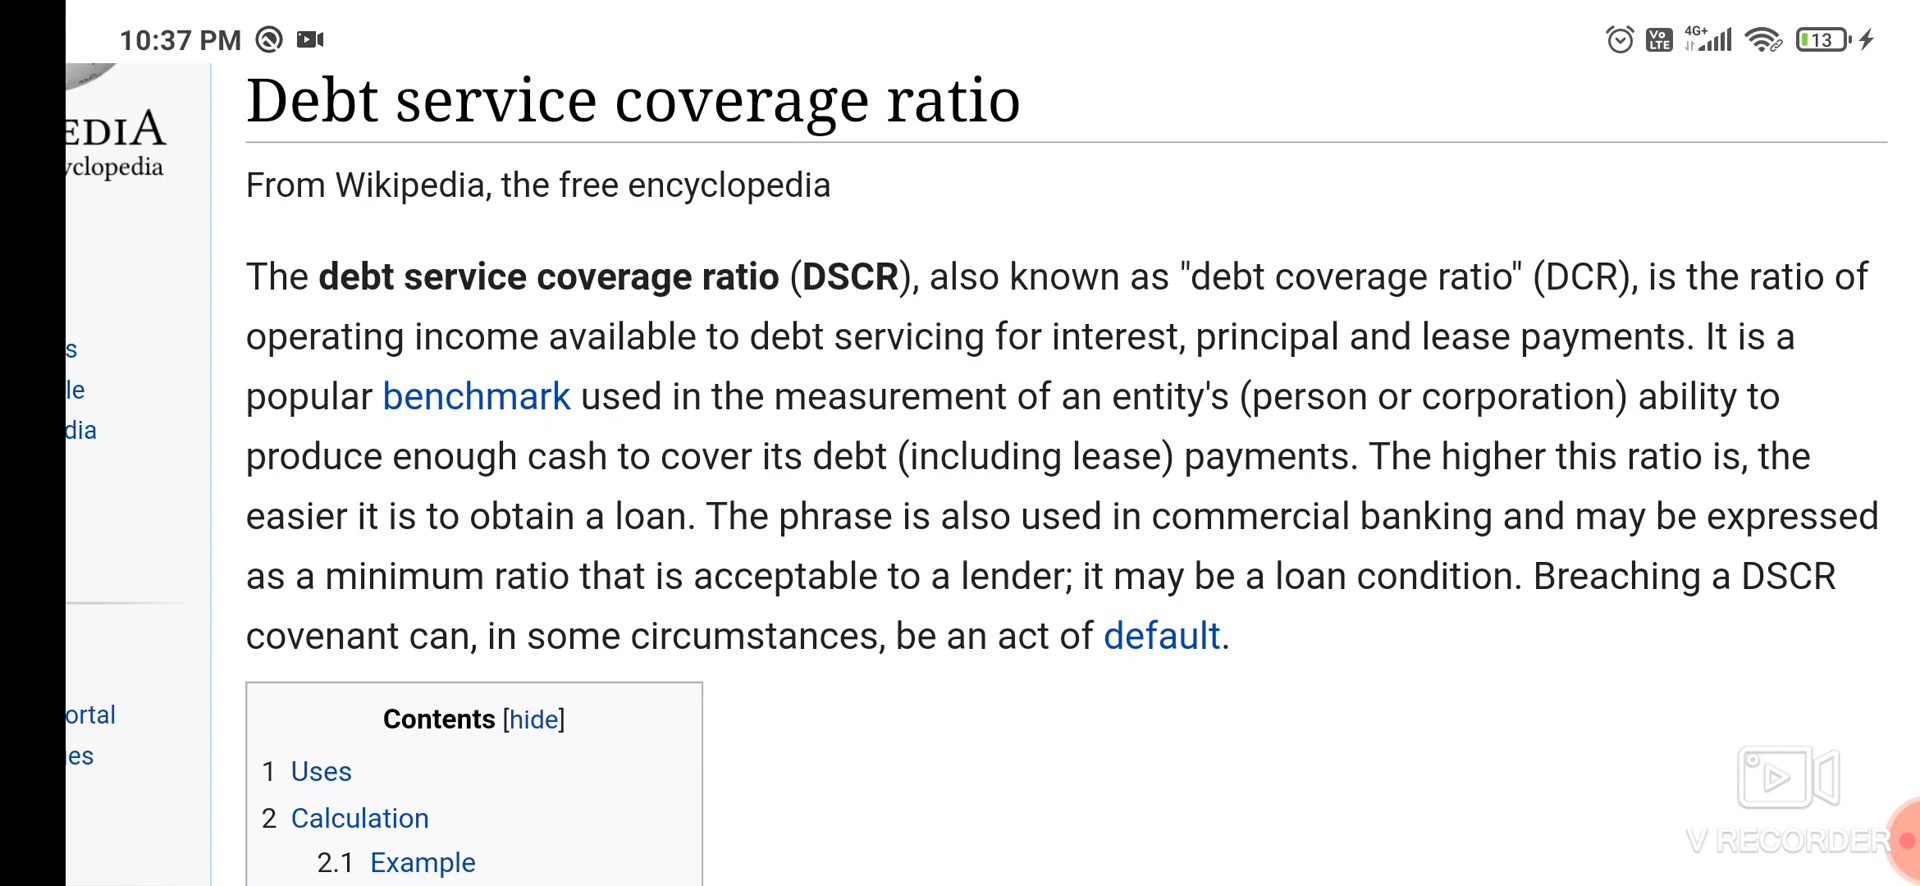 10:37 PM
Vo LTE 4G+ 13
EDIA
yclopedia
Debt service coverage ratio
From Wikipedia, the free encyclopedia
The debt service coverage ratio (DSCR), also known as "debt coverage ratio" (DCR), is the ratio of
operating income available to debt servicing for interest, principal and lease payments. It is a
popular benchmark used in the measurement of an entity's (person or corporation) ability to
produce enough cash to cover its debt (including lease) payments. The higher this ratio is, the
easier it is to obtain a loan. The phrase is also used in commercial banking and may be expressed
as a minimum ratio that is acceptable to a lender; it may be a loan condition. Breaching a DSCR
covenant can, in some circumstances, be an act of default.
s
le
dia
ortal
es
Contents [hide]
1 Uses
2 Calculation
2.1 Example
V RECORDER